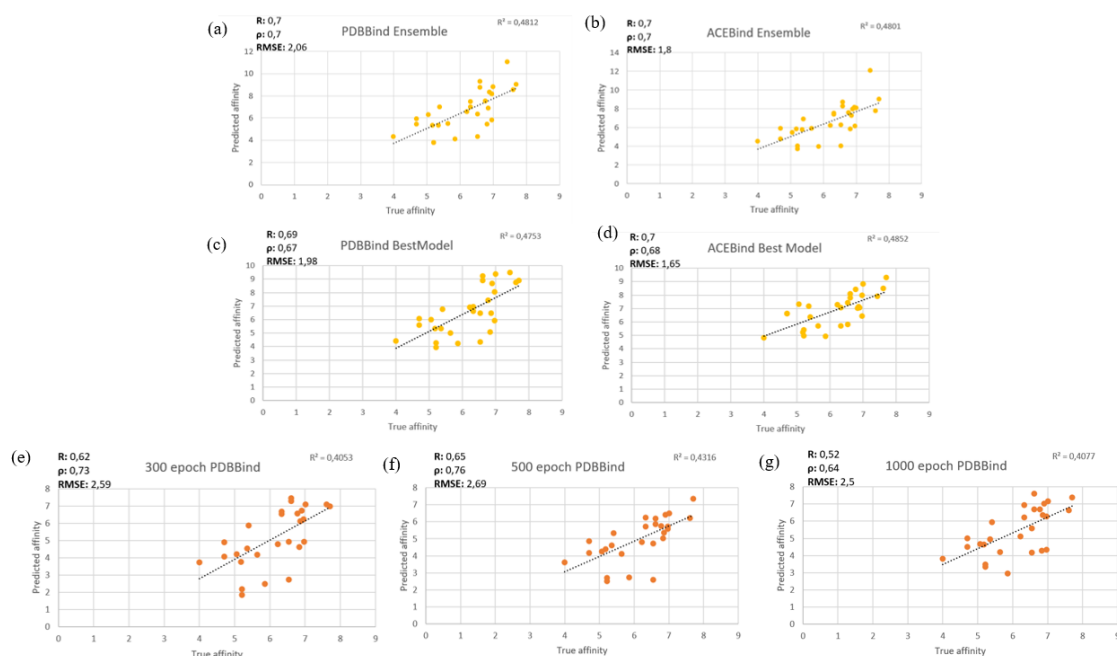 (a)
R: 0,7
ρ: 0,7
RMSE: 2,06
PDBBind Ensemble
R² = 0,4812
Predicted affinity
12
10
8
6
4
2
0
0 1 2 3 4 5 6 7 8 9
True affinity
(b)
R: 0,7
ρ: 0,7
RMSE: 1,8
ACEBind Ensemble
R² = 0,4801
Predicted affinity
14
12
10
8
6
4
2
0
0 1 2 3 4 5 6 7 8 9
True affinity
(c)
R: 0,69
ρ: 0,67
RMSE: 1,98
PDBBind BestModel
R² = 0,4753
Predicted affinity
10
9
8
7
6
5
4
3
2
1
0
0 1 2 3 4 5 6 7 8 9
True affinity
(d)
R: 0,7
ρ: 0,68
RMSE: 1,65
ACEBind Best Model
R² = 0,4852
Predicted affinity
10
9
8
7
6
5
4
3
2
1
0
0 1 2 3 4 5 6 7 8 9
True affinity
(e)
R: 0,62
ρ: 0,73
RMSE: 2,59
300 epoch PDBBind
R² = 0,4053
Predicted affinity
8
7
6
5
4
3
2
1
0
0 1 2 3 4 5 6 7 8 9
True affinity
(f)
R: 0,65
ρ: 0,76
RMSE: 2,69
500 epoch PDBBind
R² = 0,4316
Predicted affinity
8
7
6
5
4
3
2
1
0
0 1 2 3 4 5 6 7 8 9
True affinity
(g)
R: 0,52
ρ: 0,64
RMSE: 2,5
1000 epoch PDBBind
R² = 0,4077
Predicted affinity
8
7
6
5
4
3
2
1
0
0 1 2 3 4 5 6 7 8 9
True affinity